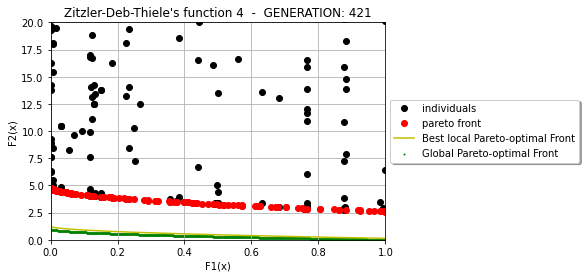 Zitzler-Deb-Thiele's function 4 - GENERATION: 421
F2(x)
20.0
17.5
15.0
12.5
10.0
7.5
5.0
2.5
0.0
0.0 0.2 0.4 0.6 0.8 1.0
F1(x)
individuals
pareto front
Best local Pareto-optimal Front
Global Pareto-optimal Front